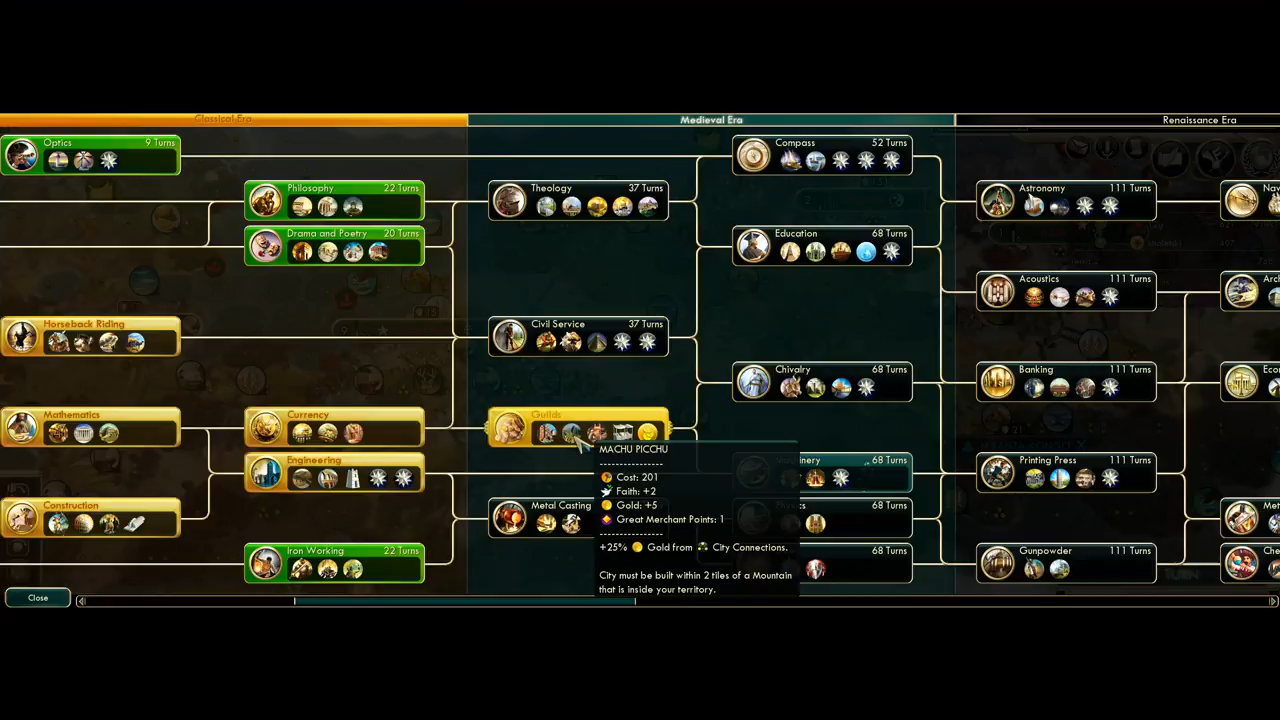 Classical Era
Medieval Era
Renaissance Era
Optics 9 Turns
Compass 52 Turns
Philosophy 22 Turns
Theology 37 Turns
Astronomy 111 Turns
Nav
Drama and Poetry 20 Turns
Education 68 Turns
Acoustics 111 Turns
Arc
Horseback Riding
Civil Service 37 Turns
Chivalry 68 Turns
Banking 111 Turns
Eco
Mathematics
Currency
Guilds
MACHU PICCHU
Cost: 201
Faith: +2
Gold: +5
Great Merchant Points: 1
+25% Gold from City Connections.
City must be built within 2 tiles of a Mountain
that is inside your territory.
Engineering
68 Turns
Printing Press 111 Turns
Construction
Metal Casting
68 Turns
Met
Iron Working 22 Turns
68 Turns
Gunpowder 111 Turns
Che
Close